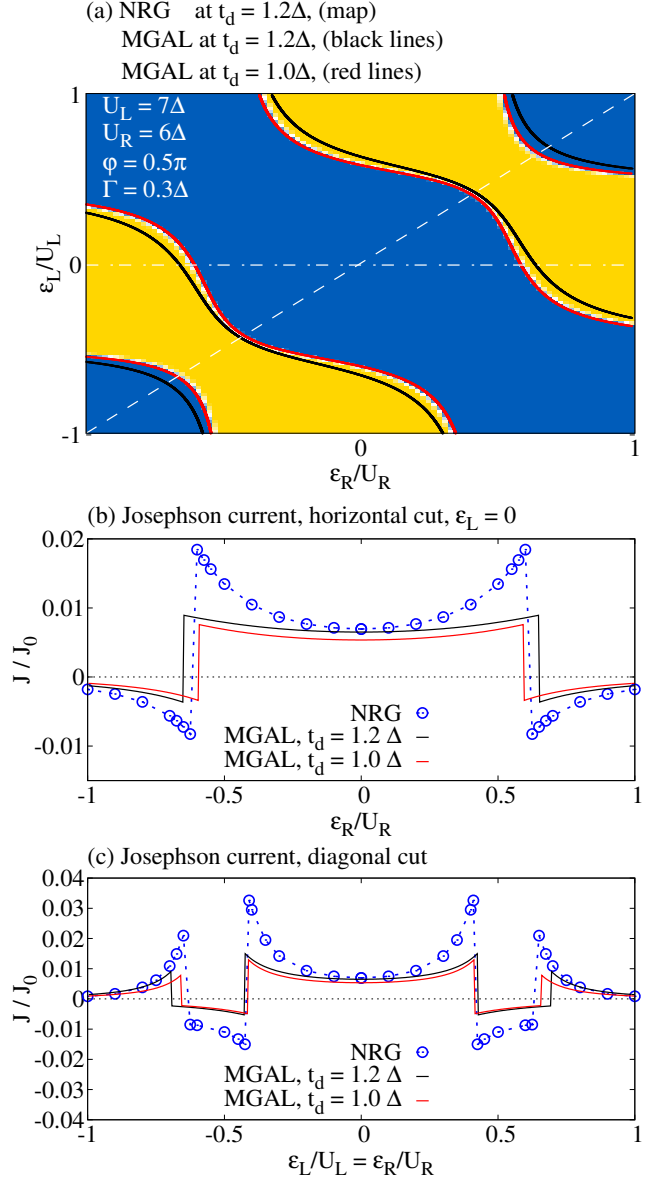 (a) NRG at t_d = 1.2Δ, (map)
MGAL at t_d = 1.2Δ, (black lines)
MGAL at t_d = 1.0Δ, (red lines)
U_L = 7Δ
U_R = 6Δ
φ = 0.5π
Γ = 0.3Δ
1
0
-1
ε_L/U_L
0
1
ε_R/U_R
(b) Josephson current, horizontal cut, ε_L = 0
0.02
0.01
0
-0.01
J / J_0
NRG
MGAL, t_d = 1.2 Δ
MGAL, t_d = 1.0 Δ
-1
-0.5
0
0.5
1
ε_R/U_R
(c) Josephson current, diagonal cut
0.04
0.03
0.02
0.01
0
-0.01
-0.02
-0.03
-0.04
J / J_0
NRG
MGAL, t_d = 1.2 Δ
MGAL, t_d = 1.0 Δ
-1
-0.5
0
0.5
1
ε_L/U_L = ε_R/U_R